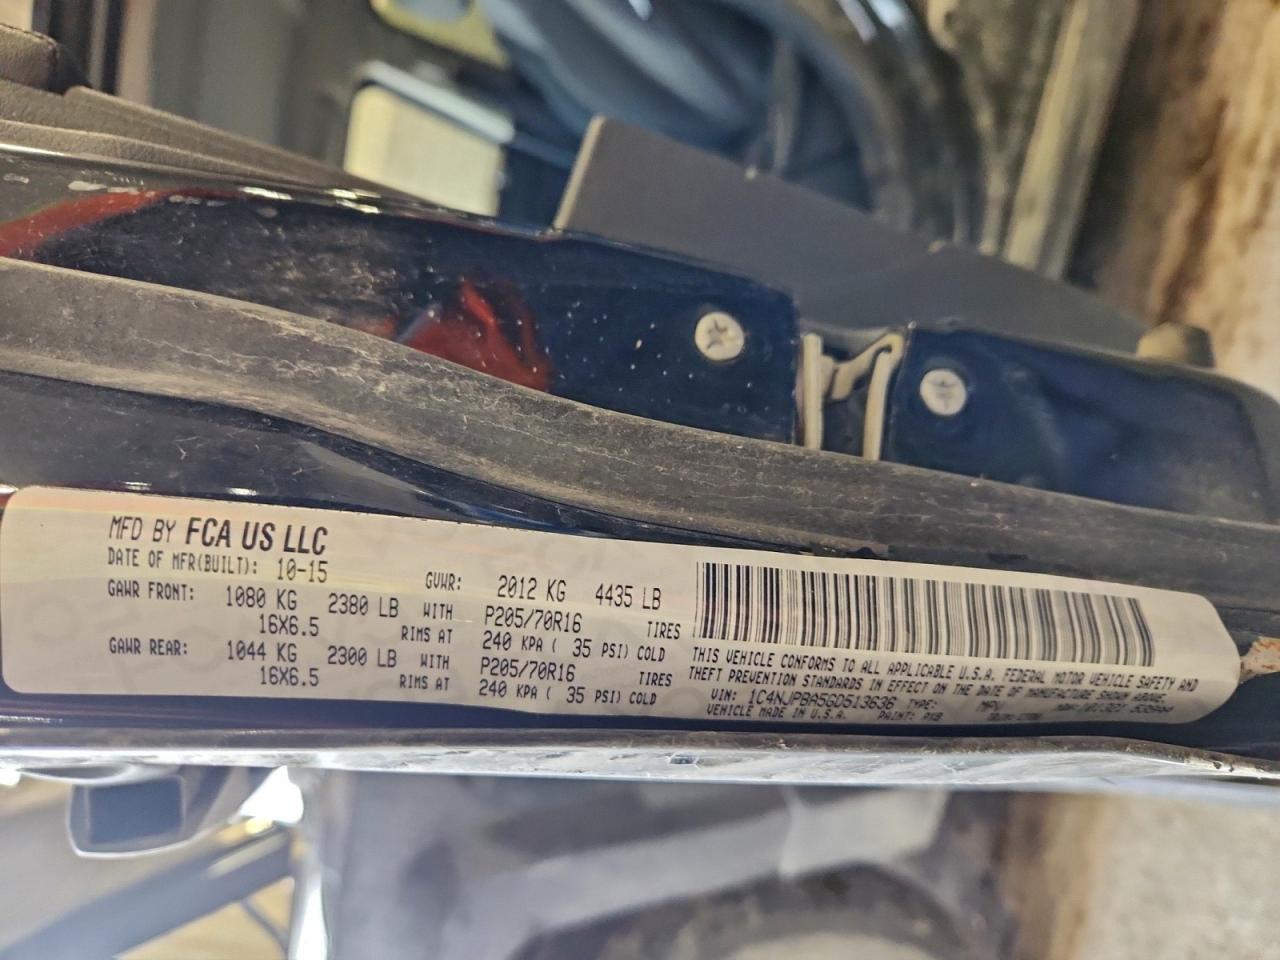 MFD BY FCA US LLC
DATE OF MFR(BUILT): 10-15 GVWR: 2012 KG 4435 LB
GAWR FRONT: 1080 KG 2380 LB WITH P205/70R16 TIRES
16X6.5 RIMS AT 240 KPA ( 35 PSI) COLD
GAWR REAR: 1044 KG 2300 LB WITH P205/70R16 TIRES
16X6.5 RIMS AT 240 KPA ( 35 PSI) COLD
THIS VEHICLE CONFORMS TO ALL APPLICABLE U.S.A. FEDERAL MOTOR VEHICLE SAFETY AND
THEFT PREVENTION STANDARDS IN EFFECT ON THE DATE OF MANUFACTURE SHOWN ABOVE.
VIN: 1C4NJPBA5GD513636 TYPE: MPV
VEHICLE MADE IN U.S.A. PAINT: PXB